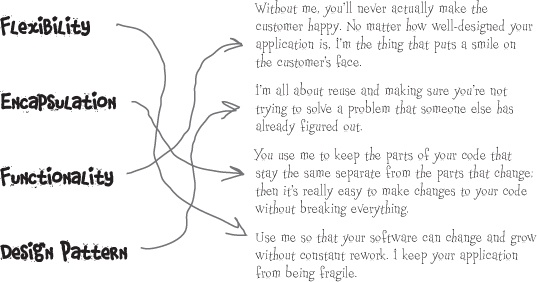 Flexibility
Encapsulation
Functionality
Design Pattern
Without me, you'll never actually make the
customer happy. No matter how well-designed your
application is, I'm the thing that puts a smile on
the customer's face.
I'm all about reuse and making sure you're not
trying to solve a problem that someone else has
already figured out.
You use me to keep the parts of your code that
stay the same separate from the parts that change;
then it's really easy to make changes to your code
without breaking everything.
Use me so that your software can change and grow
without constant rework. I keep your application
from being fragile.